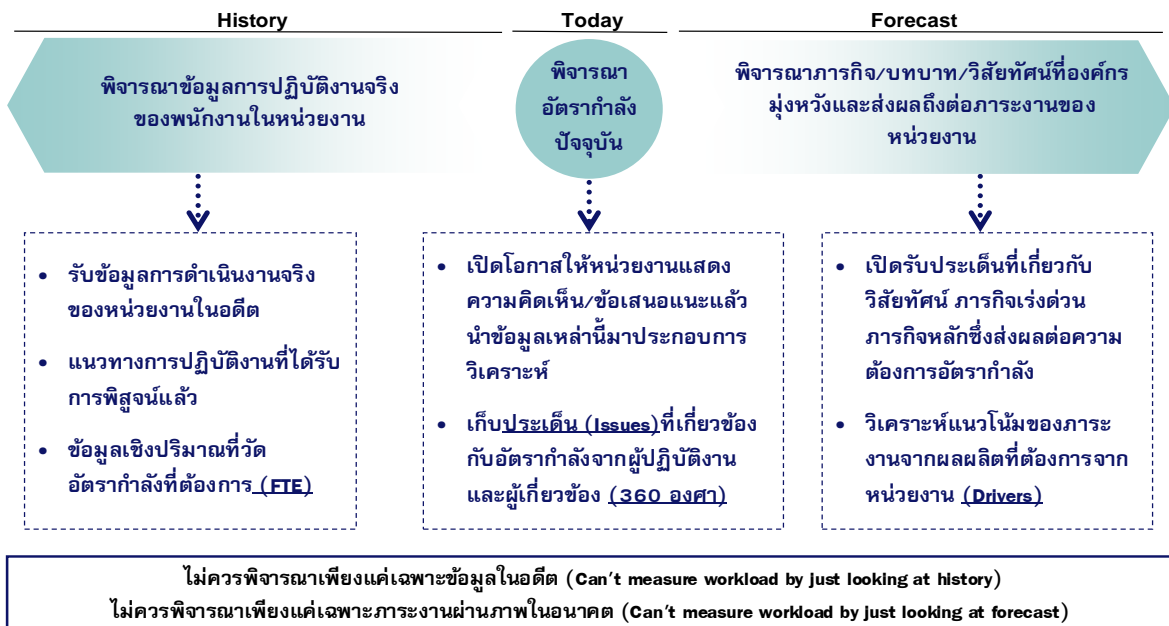 History
Today
Forecast
พิจารณาข้อมูลการปฏิบัติงานจริง
ของพนักงานในหน่วยงาน
พิจารณา
อัตรากำลัง
ปัจจุบัน
พิจารณาภารกิจ/บทบาท/วิสัยทัศน์ที่องค์กร
มุ่งหวังและส่งผลถึงต่อภาระงานของ
หน่วยงาน
• รับข้อมูลการดำเนินงานจริง
ของหน่วยงานในอดีต
• แนวทางการปฏิบัติงานที่ได้รับ
การพิสูจน์แล้ว
• ข้อมูลเชิงปริมาณที่วัด
อัตรากำลังที่ต้องการ (FTE)
• เปิดโอกาสให้หน่วยงานแสดง
ความคิดเห็น/ข้อเสนอแนะแล้ว
นำข้อมูลเหล่านี้มาประกอบการ
วิเคราะห์
• เก็บประเด็น (Issues)ที่เกี่ยวข้อง
กับอัตรากำลังจากผู้ปฏิบัติงาน
และผู้เกี่ยวข้อง (360 องศา)
• เปิดรับประเด็นที่เกี่ยวกับ
วิสัยทัศน์ ภารกิจเร่งด่วน
ภารกิจหลักซึ่งส่งผลต่อความ
ต้องการอัตรากำลัง
• วิเคราะห์แนวโน้มของภาระ
งานจากผลผลิตที่ต้องการจาก
หน่วยงาน (Drivers)
ไม่ควรพิจารณาเพียงแค่เฉพาะข้อมูลในอดีต (Can't measure workload by just looking at history)
ไม่ควรพิจารณาเพียงแค่เฉพาะภาระงานผ่านภาพในอนาคต (Can't measure workload by just looking at forecast)